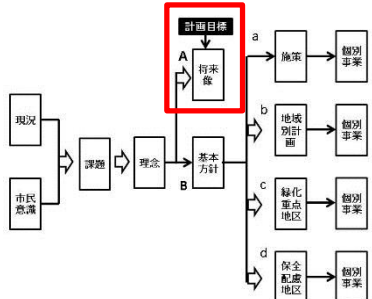 計画目標
A
将来
像
a
施策
個別
事業
現況
市民
意識
課題
理念
B
基本
方針
b
地域
別計
画
個別
事業
c
緑化
重点
地区
個別
事業
d
保全
配慮
地区
個別
事業